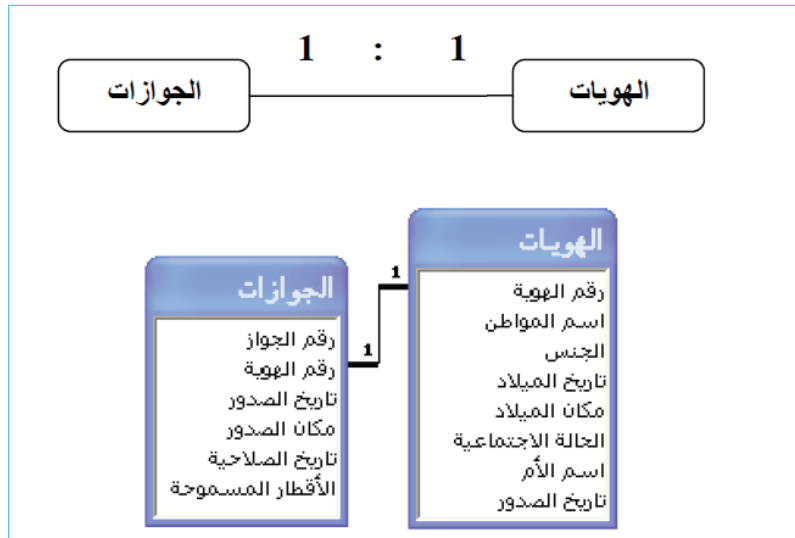 1 : 1
الهويات
الجوازات
الهويات
رقم الهوية
اسم المواطن
الجنس
تاريخ الميلاد
مكان الميلاد
الحالة الاجتماعية
اسم الأم
تاريخ الصدور
1
1
الجوازات
رقم الجواز
رقم الهوية
تاريخ الصدور
مكان الصدور
تاريخ الصلاحية
الأقطار المسموحة